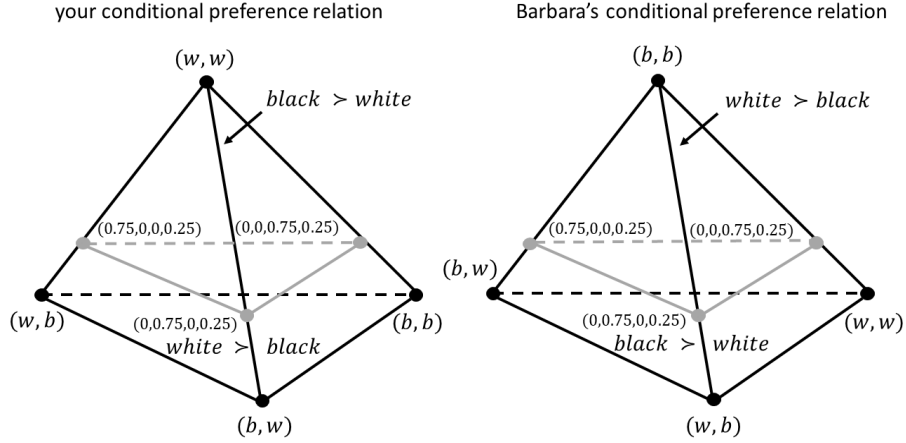 your conditional preference relation
(w, w)
black ≻ white
(0.75,0,0,0.25)
(0,0,0.75,0.25)
(w, b)
(b, b)
(0,0.75,0,0.25)
white ≻ black
(b, w)
Barbara's conditional preference relation
(b, b)
white ≻ black
(0.75,0,0,0.25)
(0,0,0.75,0.25)
(b, w)
(w, w)
(0,0.75,0,0.25)
black ≻ white
(w, b)